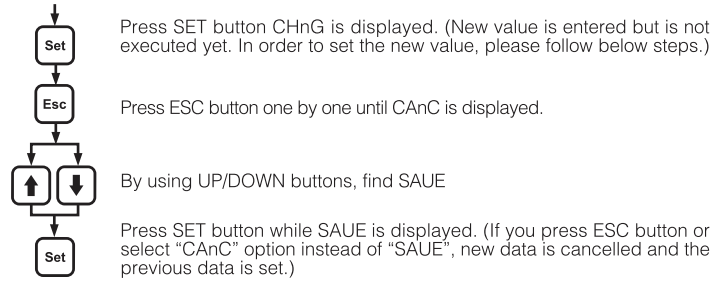 Set
Press SET button CHnG is displayed. (New value is entered but is not
executed yet. In order to set the new value, please follow below steps.)
Esc
Press ESC button one by one until CAnC is displayed.
By using UP/DOWN buttons, find SAUE
Set
Press SET button while SAUE is displayed. (If you press ESC button or
select “CAnC” option instead of “SAUE”, new data is cancelled and the
previous data is set.)